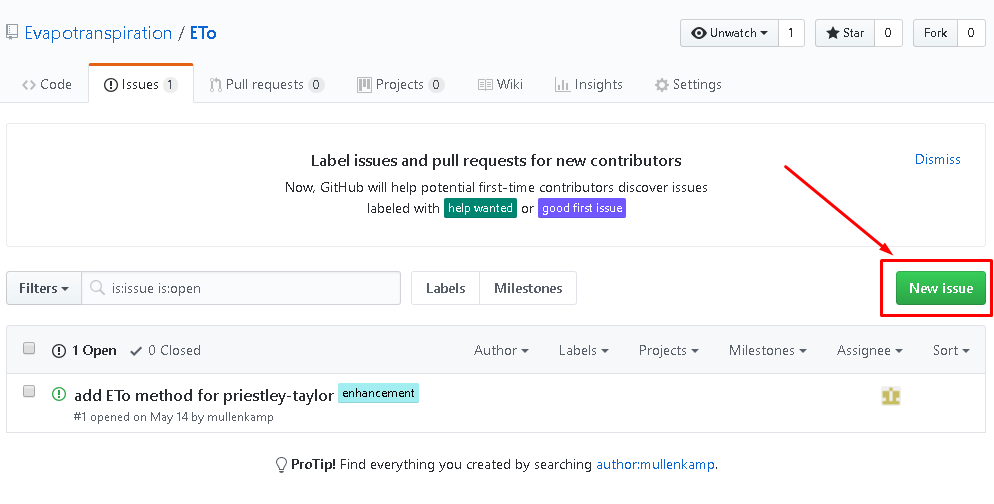 Evapotranspiration / ETo
Unwatch 1 Star 0 Fork 0
Code Issues 1 Pull requests 0 Projects 0 Wiki Insights Settings
Label issues and pull requests for new contributors
Dismiss
Now, GitHub will help potential first-time contributors discover issues
labeled with help wanted or good first issue
Filters is:issue is:open Labels Milestones New issue
1 Open 0 Closed Author Labels Projects Milestones Assignee Sort
add ETo method for priestley-taylor enhancement
#1 opened on May 14 by mullenkamp
ProTip! Find everything you created by searching author:mullenkamp.